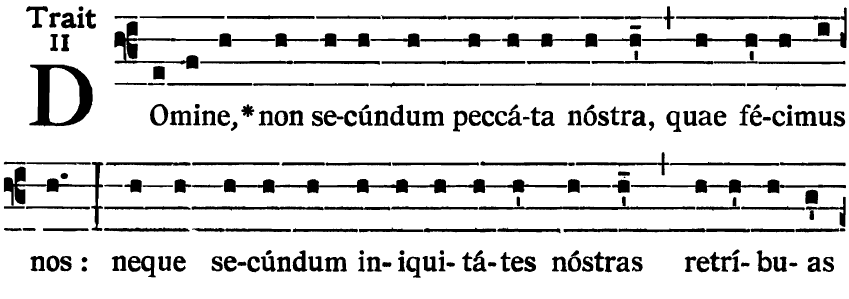 Trait
II
DOmine,* non se-cúndum peccá-ta nóstra, quae fé-cimus
nos : neque se-cúndum in-iqui-tá-tes nóstras retrí-bu-as